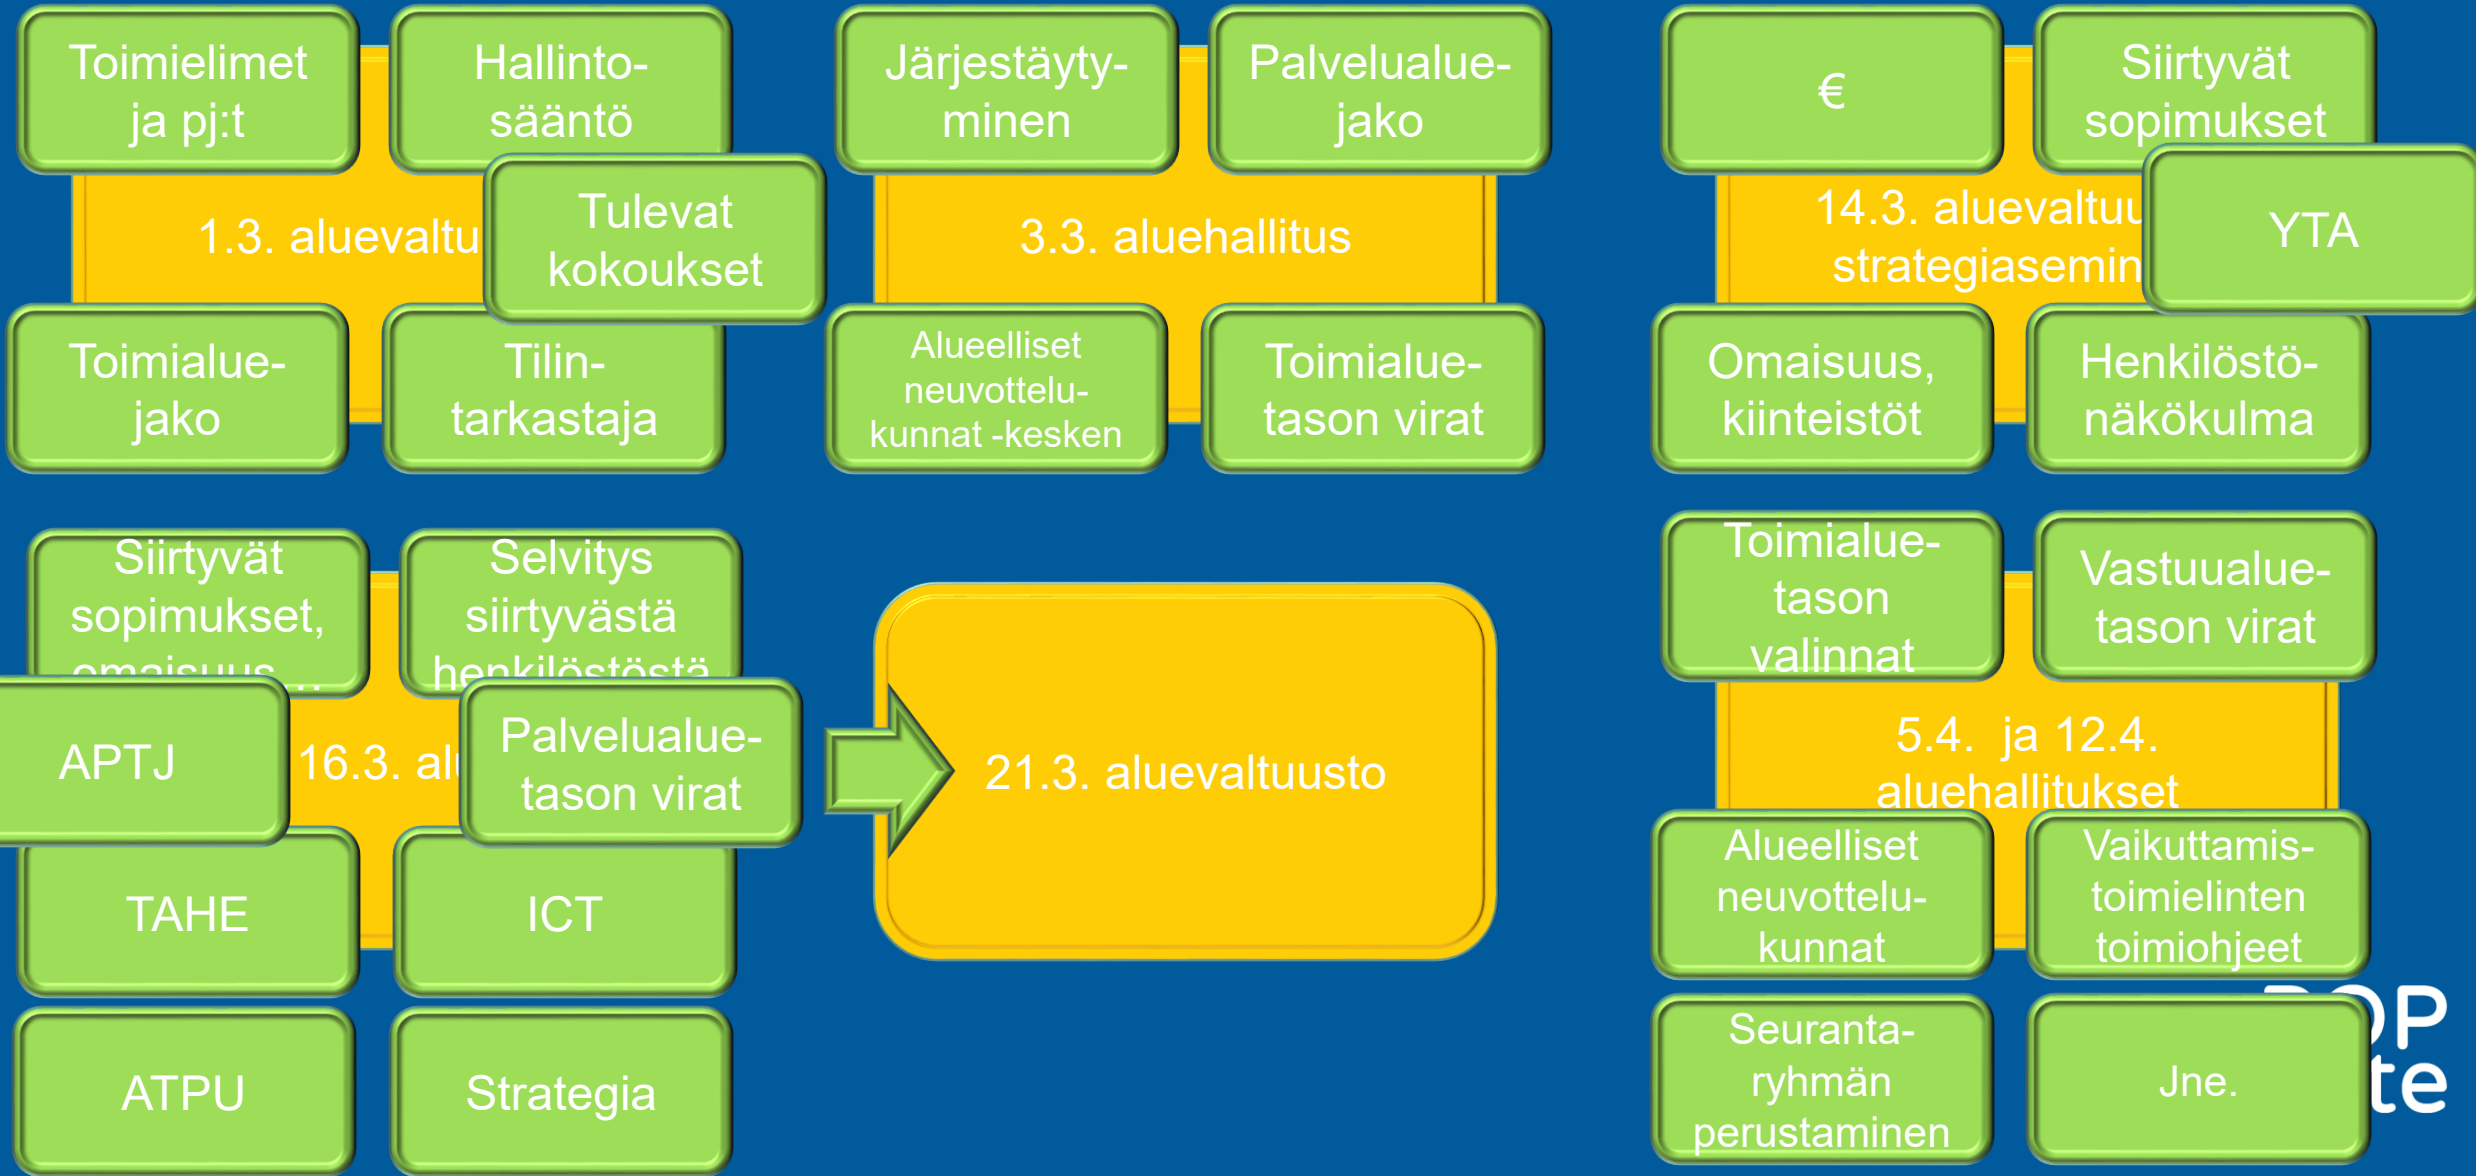 Toimielimet
ja pj:t
Hallinto-
sääntö
Tulevat
kokoukset
1.3. aluevaltu
Toimialue-
jako
Tilin-
tarkastaja
Järjestäyty-
minen
Palvelualue-
jako
3.3. aluehallitus
Alueelliset
neuvottelu-
kunnat -kesken
Toimialue-
tason virat
€
Siirtyvät
sopimukset
14.3. aluevaltuu
strategiasemin
YTA
Omaisuus,
kiinteistöt
Henkilöstö-
näkökulma
Siirtyvät
sopimukset,
omaisuus...
Selvitys
siirtyvästä
henkilöstöstä
APTJ
16.3. al
Palvelualue-
tason virat
TAHE
ICT
ATPU
Strategia
21.3. aluevaltuusto
Toimialue-
tason
valinnat
Vastuualue-
tason virat
5.4. ja 12.4.
aluehallitukset
Alueelliset
neuvottelu-
kunnat
Vaikuttamis-
toimielinten
toimiohjeet
Seuranta-
ryhmän
perustaminen
Jne.